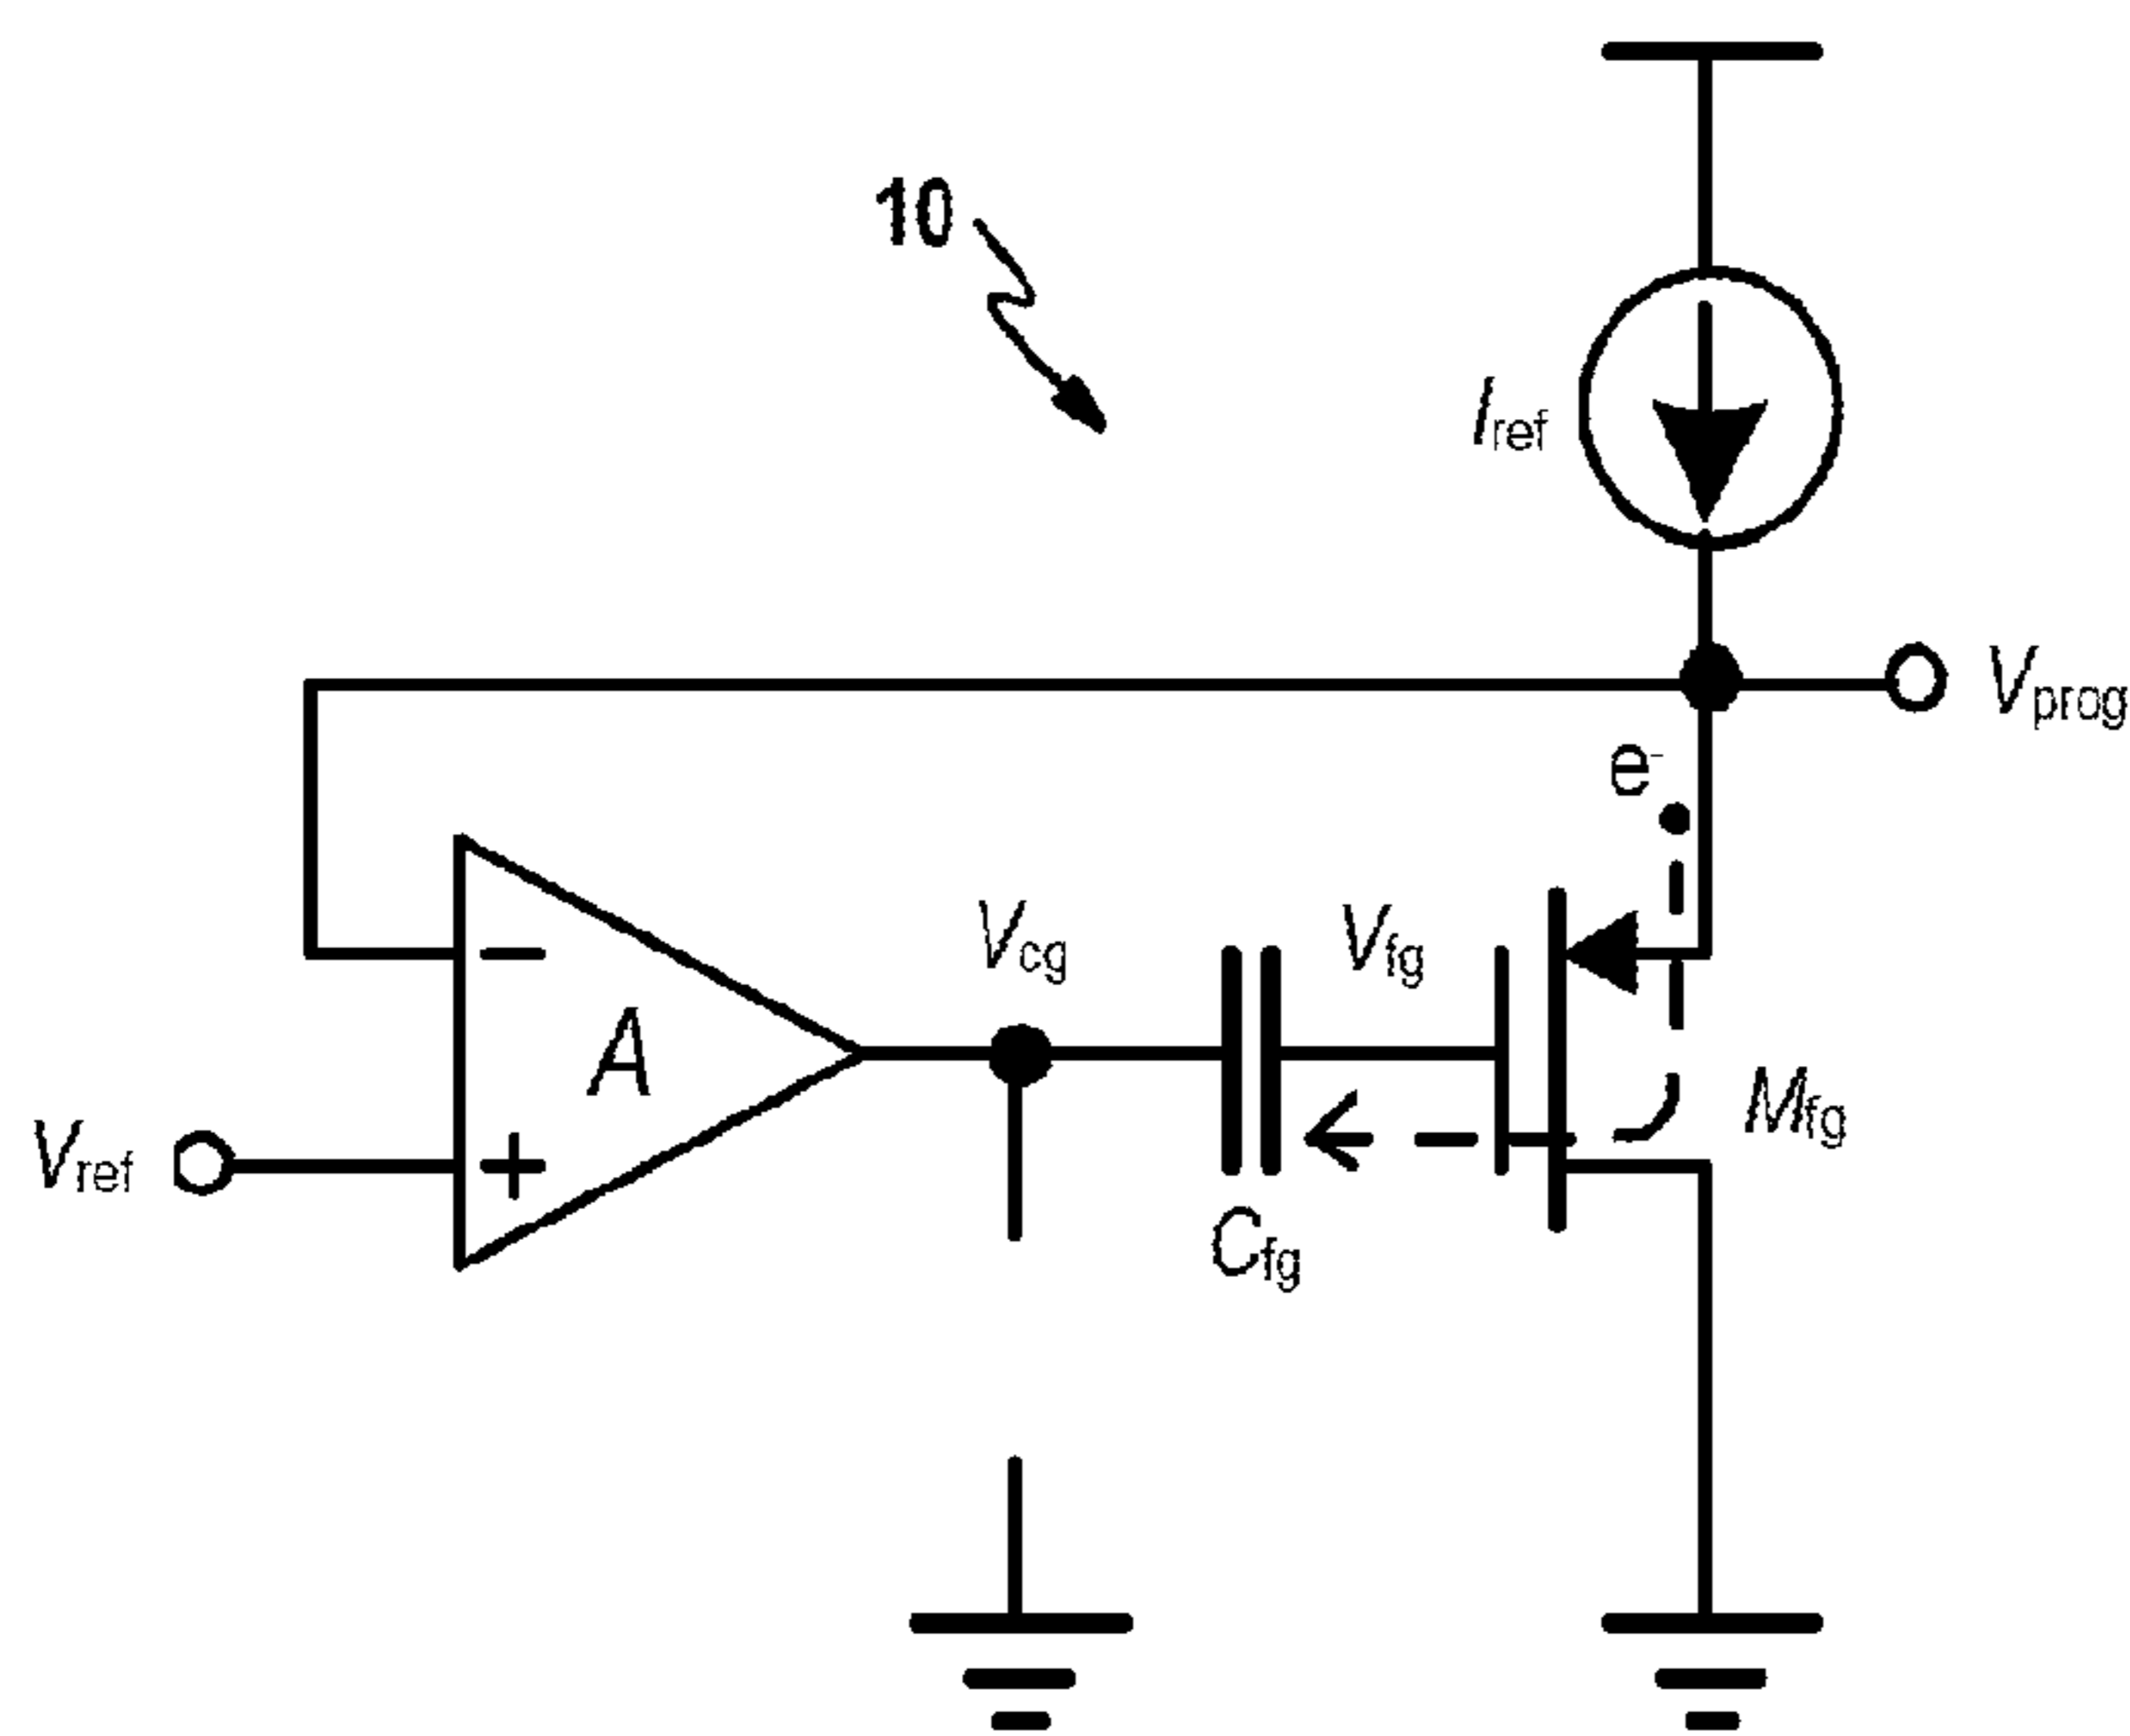 10
Iref
Vprog
e-
Vcg
Vfg
−
A
Mfg
Vref
+
Cfg